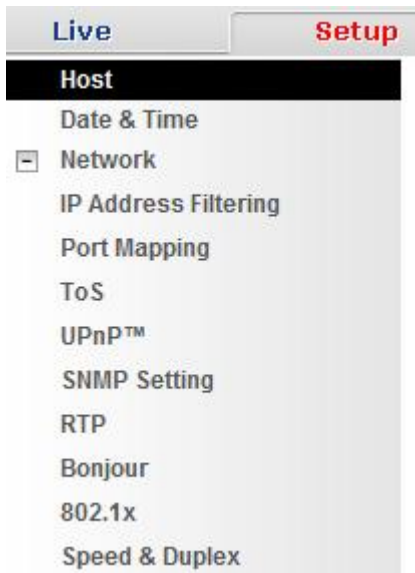 Live Setup
Host
Date & Time
Network
IP Address Filtering
Port Mapping
ToS
UPnP™
SNMP Setting
RTP
Bonjour
802.1x
Speed & Duplex